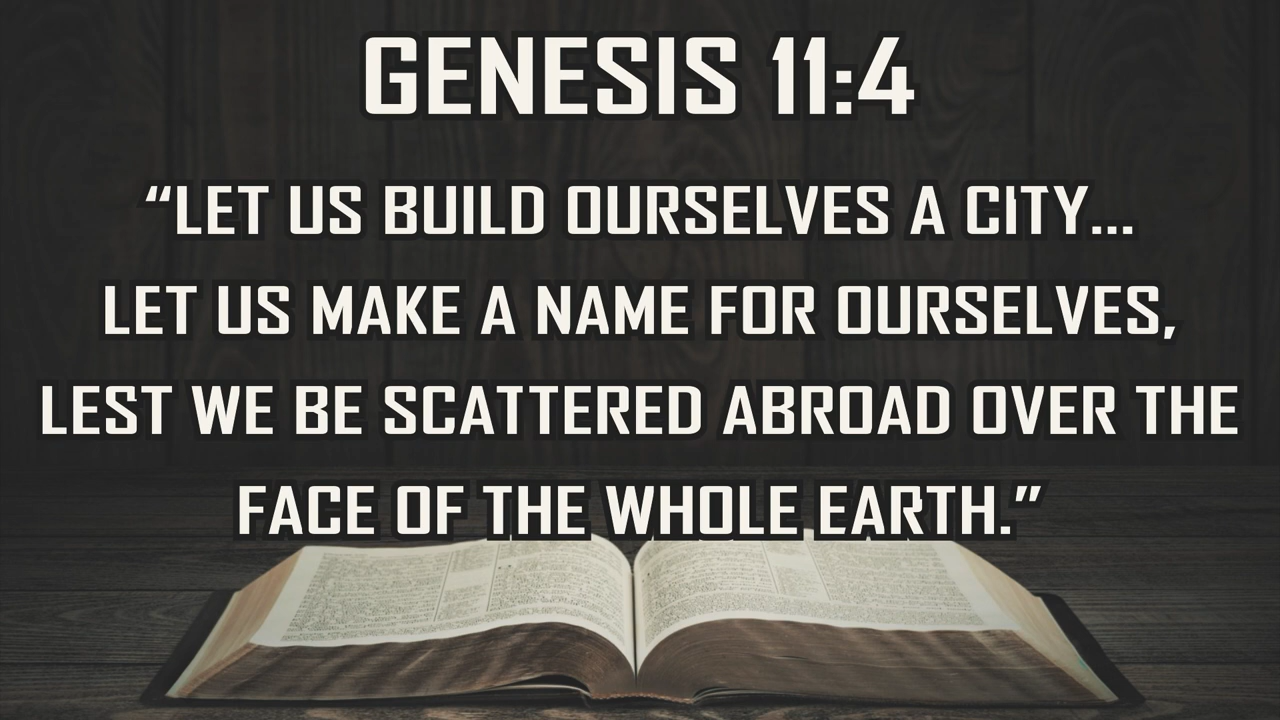 GENESIS 11:4
“LET US BUILD OURSELVES A CITY...
LET US MAKE A NAME FOR OURSELVES,
LEST WE BE SCATTERED ABROAD OVER THE
FACE OF THE WHOLE EARTH.”